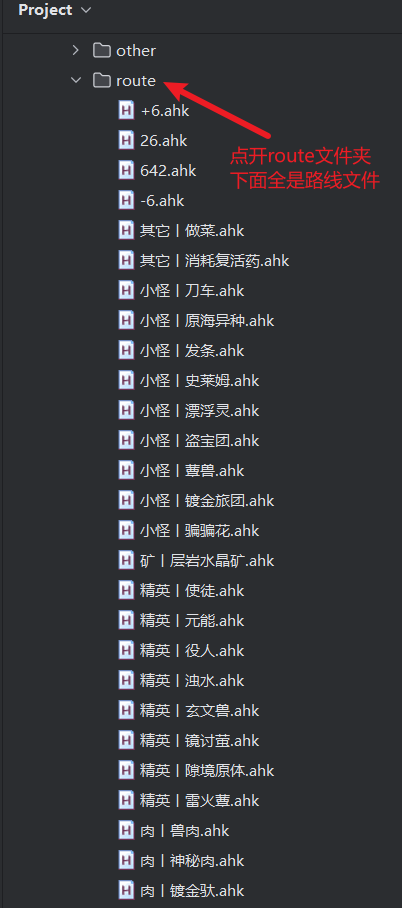 Project
other
route
+6.ahk
26.ahk
点开route文件夹
642.ahk
下面全是路线文件
-6.ahk
其它丨做菜.ahk
其它丨消耗复活药.ahk
小怪丨刀车.ahk
小怪丨原海异种.ahk
小怪丨发条.ahk
小怪丨史莱姆.ahk
小怪丨漂浮灵.ahk
小怪丨盗宝团.ahk
小怪丨蕈兽.ahk
小怪丨镀金旅团.ahk
小怪丨骗骗花.ahk
矿丨层岩水晶矿.ahk
精英丨使徒.ahk
精英丨元能.ahk
精英丨役人.ahk
精英丨浊水.ahk
精英丨玄文兽.ahk
精英丨镜讨萤.ahk
精英丨隙境原体.ahk
精英丨雷火蕈.ahk
肉丨兽肉.ahk
肉丨神秘肉.ahk
肉丨镀金驮.ahk